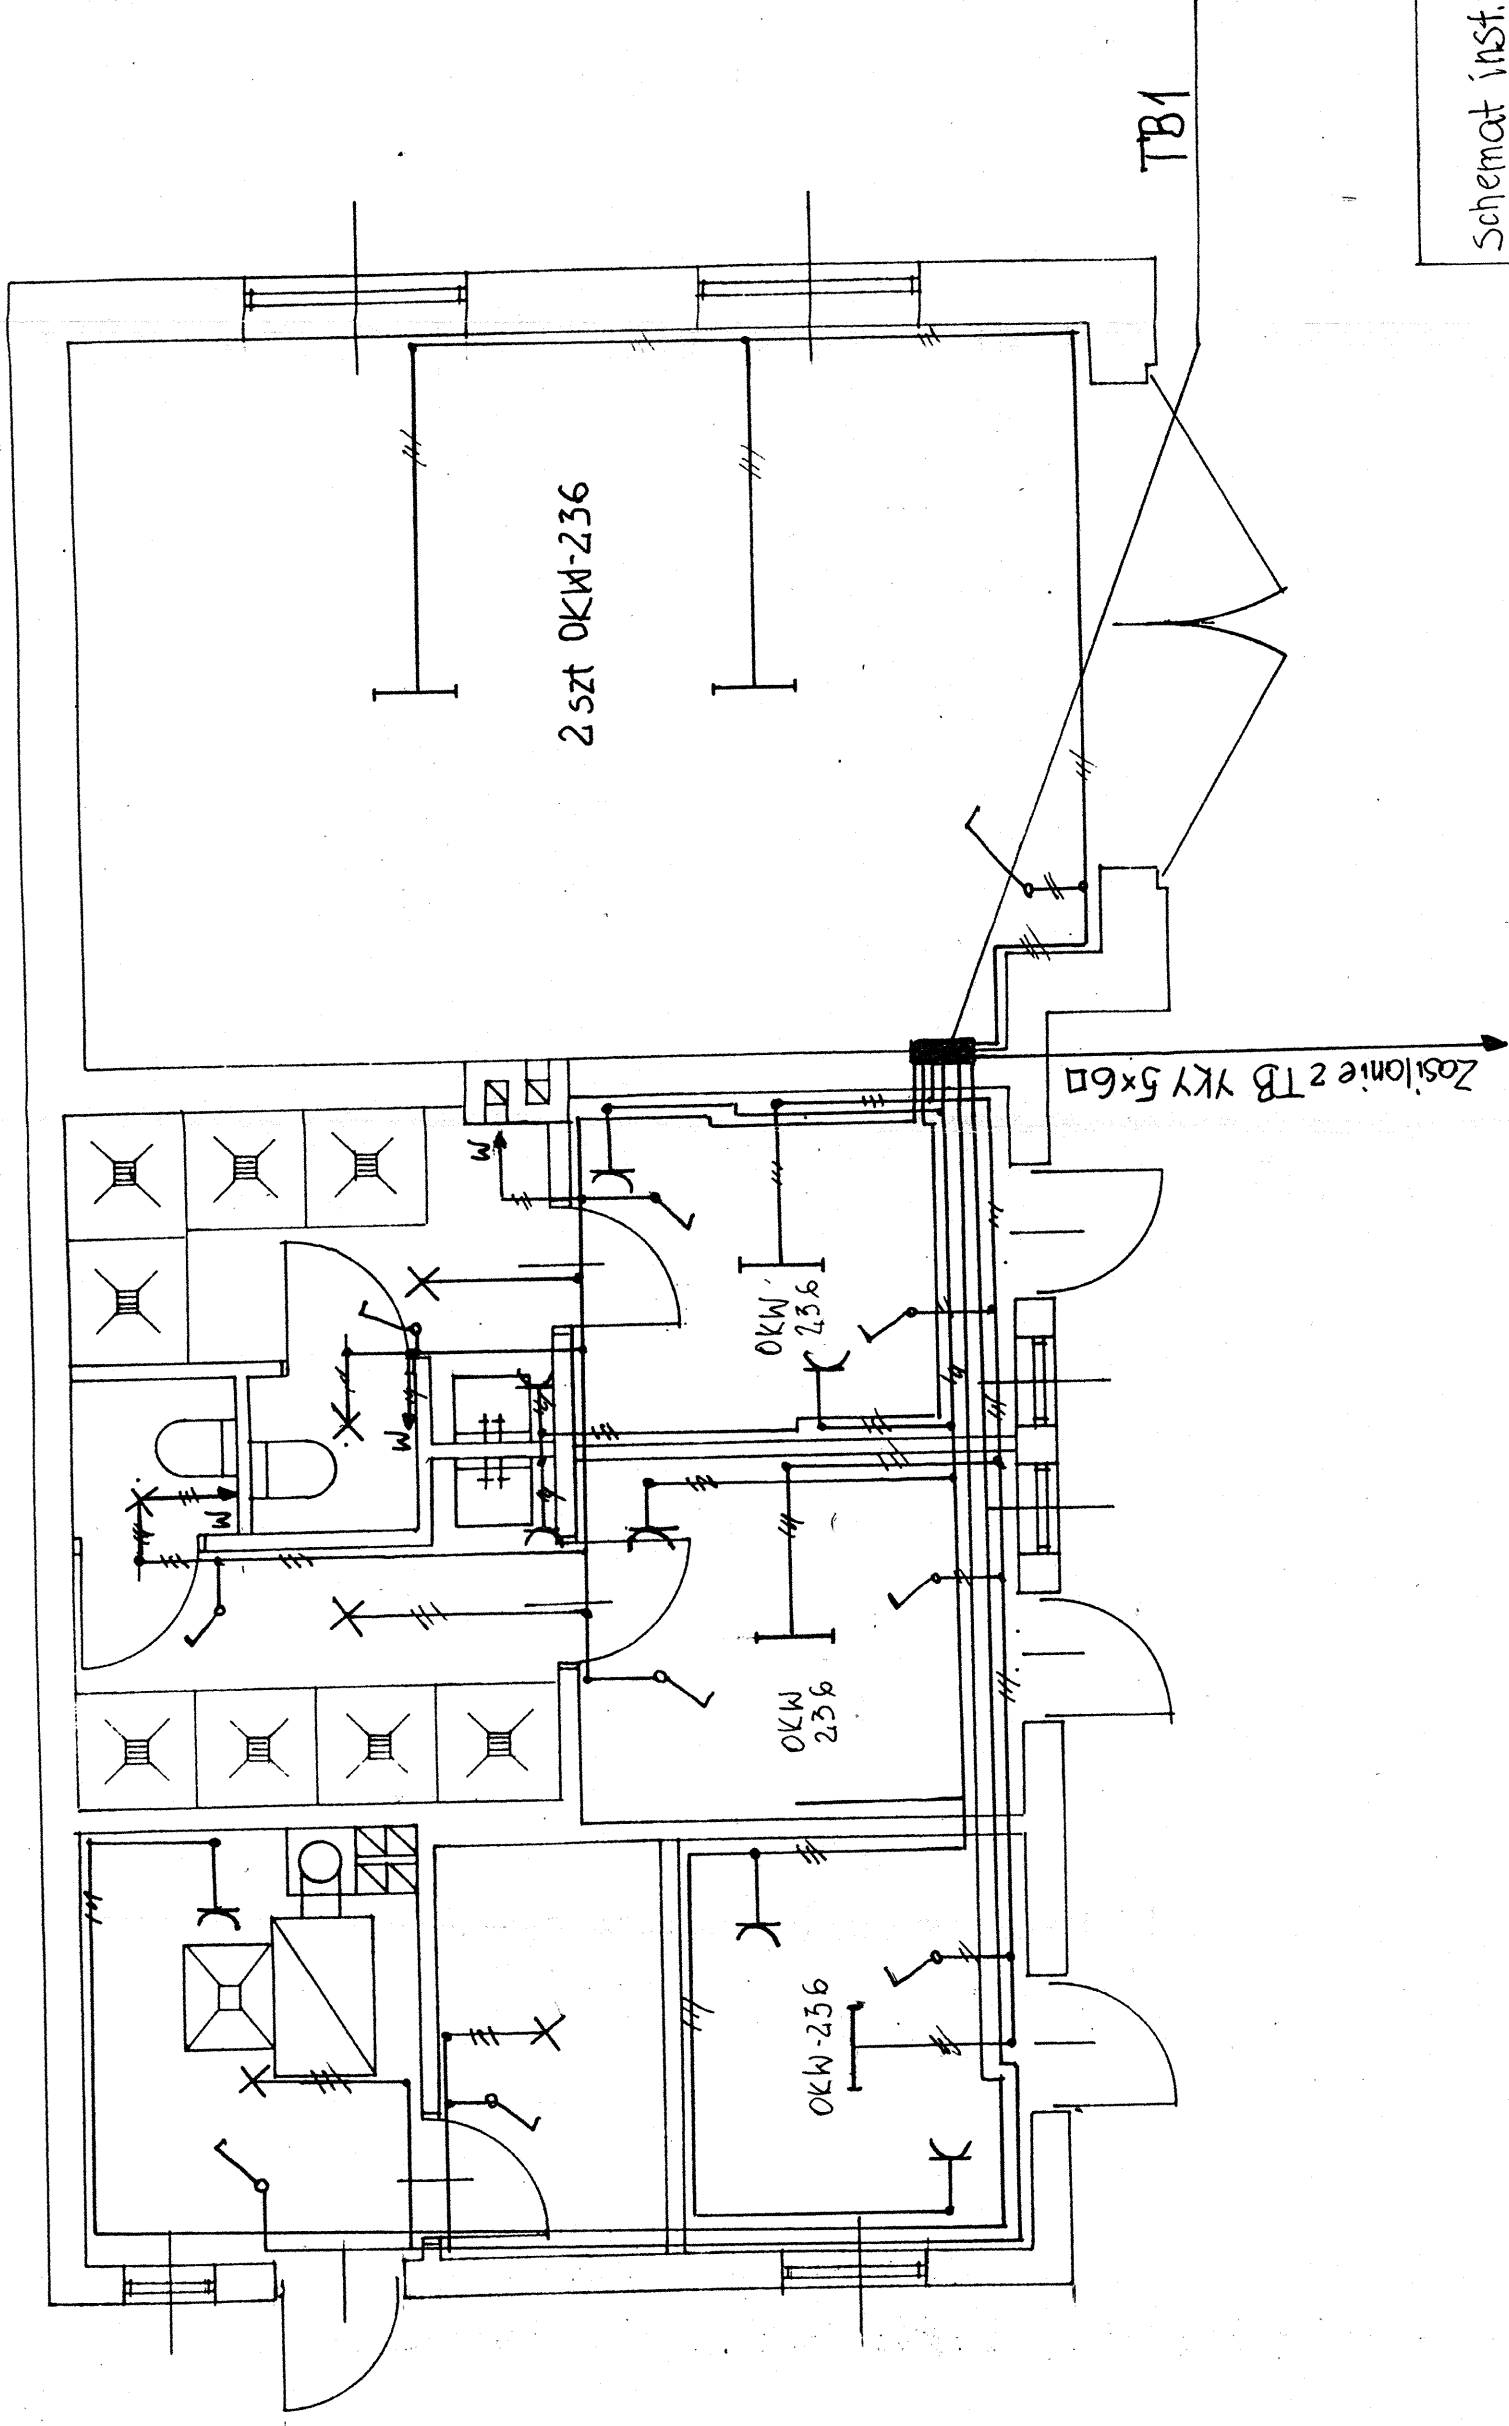 Schemat inst.
TB1
2 szt OKW-236
Zasilanie z TB YKY 5×6□
W
W
W
OKW
236
OKW
236
OKW-236